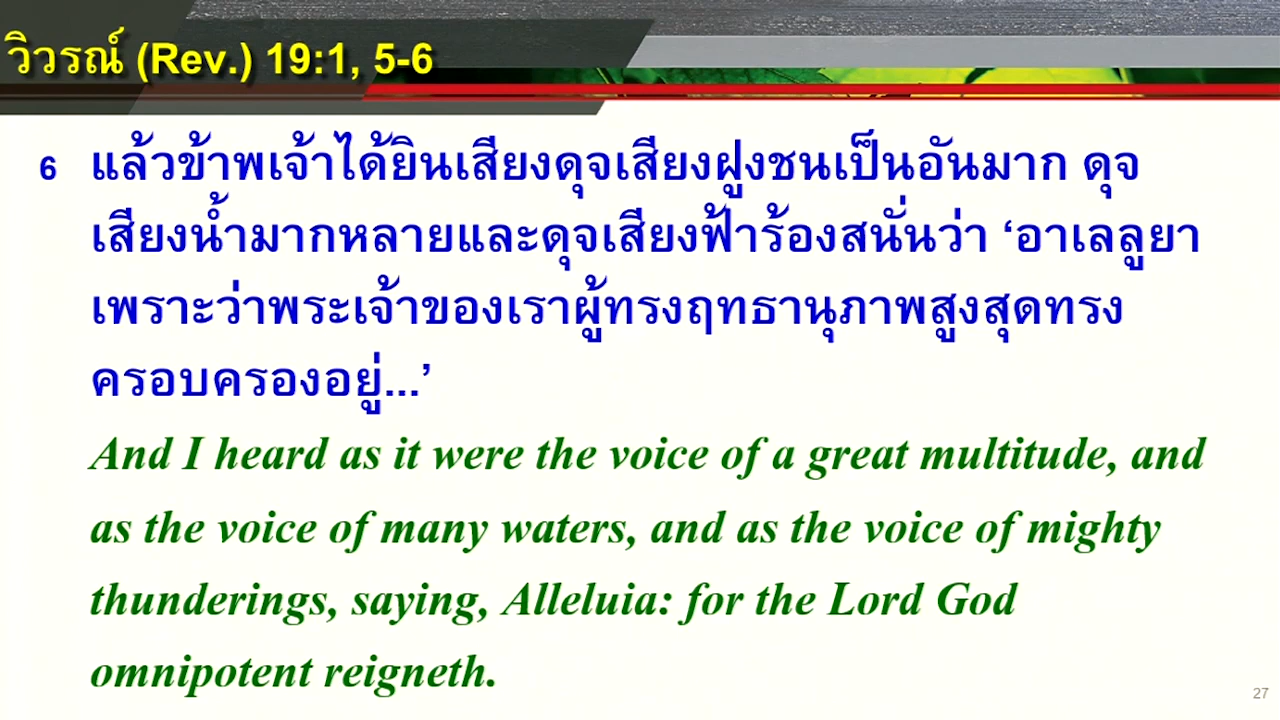 วิวรณ์ (Rev.) 19:1, 5-6
6 แล้วข้าพเจ้าได้ยินเสียงดุจเสียงฝูงชนเป็นอันมาก ดุจ
เสียงน้ำมากหลายและดุจเสียงฟ้าร้องสนั่นว่า ‘อาเลลูยา
เพราะว่าพระเจ้าของเราผู้ทรงฤทธานุภาพสูงสุดทรง
ครอบครองอยู่...’
And I heard as it were the voice of a great multitude, and
as the voice of many waters, and as the voice of mighty
thunderings, saying, Alleluia: for the Lord God
omnipotent reigneth.
27